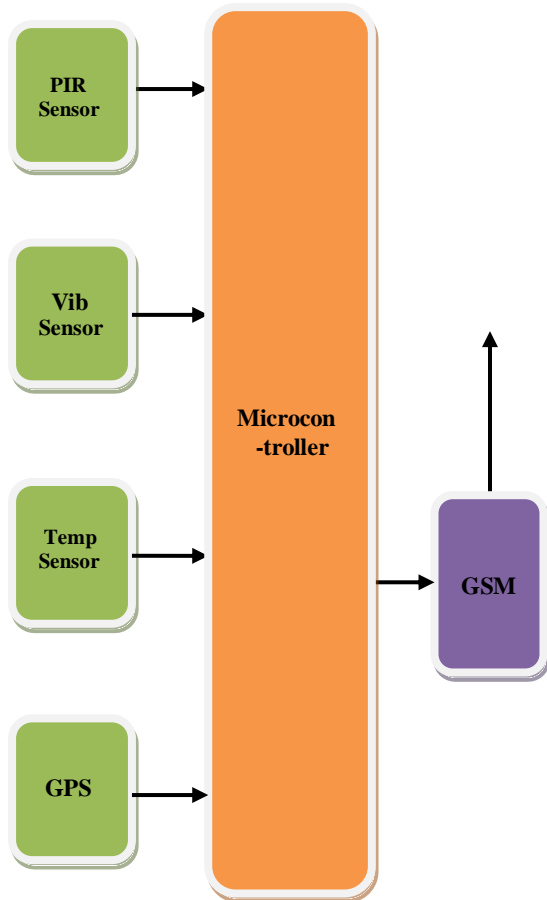 PIR
Sensor
Vib
Sensor
Microcon
-troller
Temp
Sensor
GSM
GPS